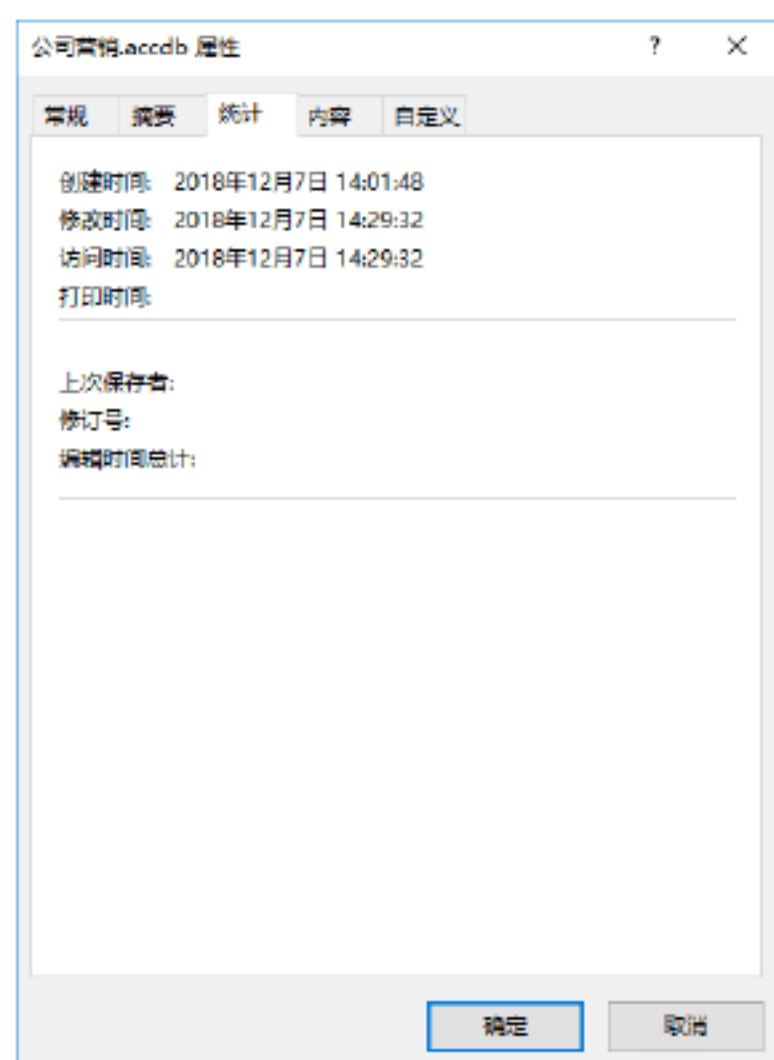 公司营销.accdb 属性
? ×
常规 摘要 统计 内容 自定义
创建时间: 2018年12月7日 14:01:48
修改时间: 2018年12月7日 14:29:32
访问时间: 2018年12月7日 14:29:32
打印时间:
上次保存者:
修订号:
编辑时间总计:
确定 取消